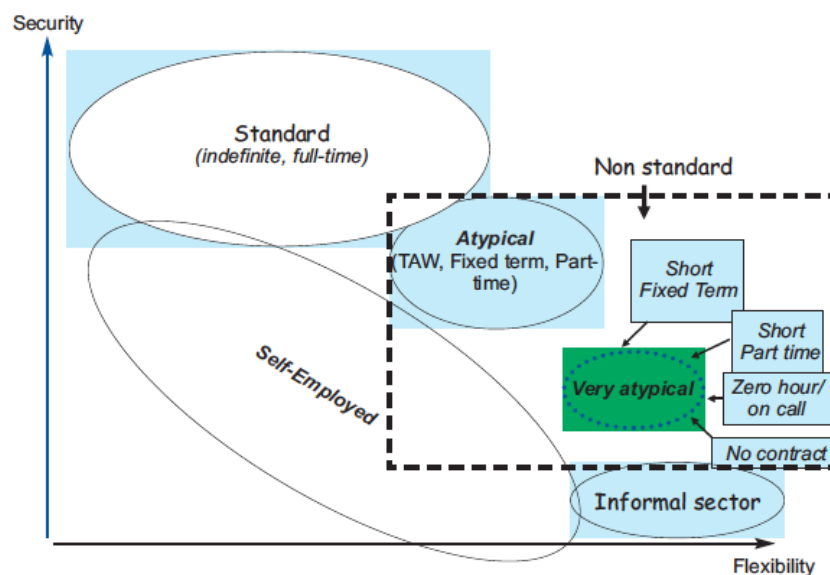 Security
Standard
(indefinite, full-time)
Non standard
Atypical
(TAW, Fixed term, Part-
time)
Short
Fixed Term
Short
Part time
Self-Employed
Very atypical
Zero hour/
on call
No contract
Informal sector
Flexibility